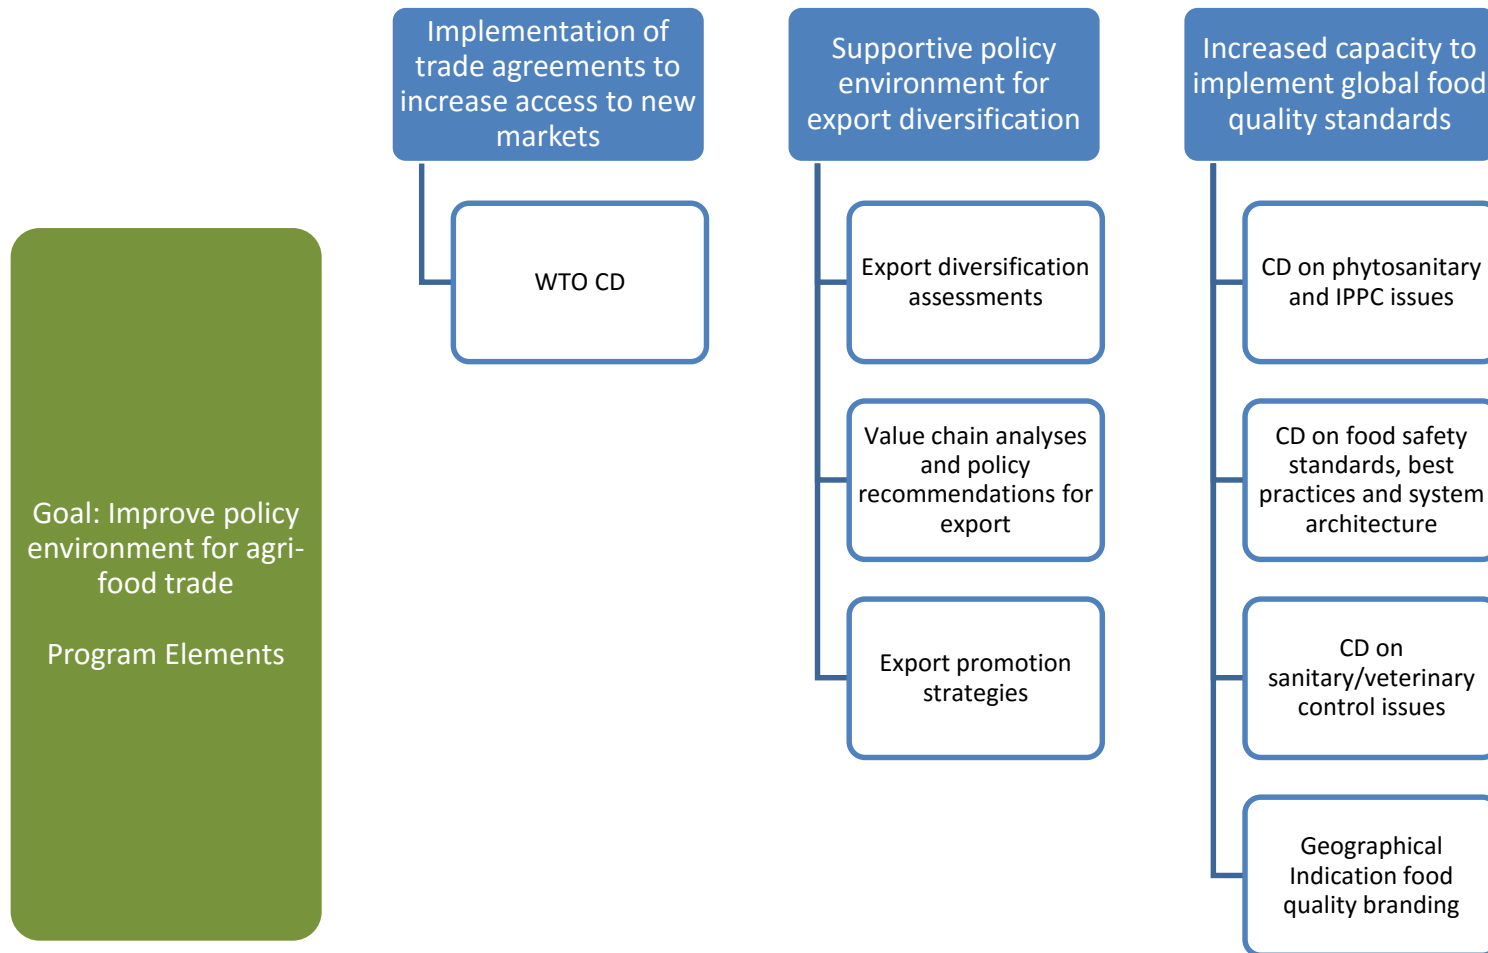 Implementation of
trade agreements to
increase access to new
markets
WTO CD
Supportive policy
environment for
export diversification
Export diversification
assessments
Value chain analyses
and policy
recommendations for
export
Export promotion
strategies
Increased capacity to
implement global food
quality standards
CD on phytosanitary
and IPPC issues
CD on food safety
standards, best
practices and system
architecture
CD on
sanitary/veterinary
control issues
Geographical
Indication food
quality branding
Goal: Improve policy
environment for agri-
food trade
Program Elements